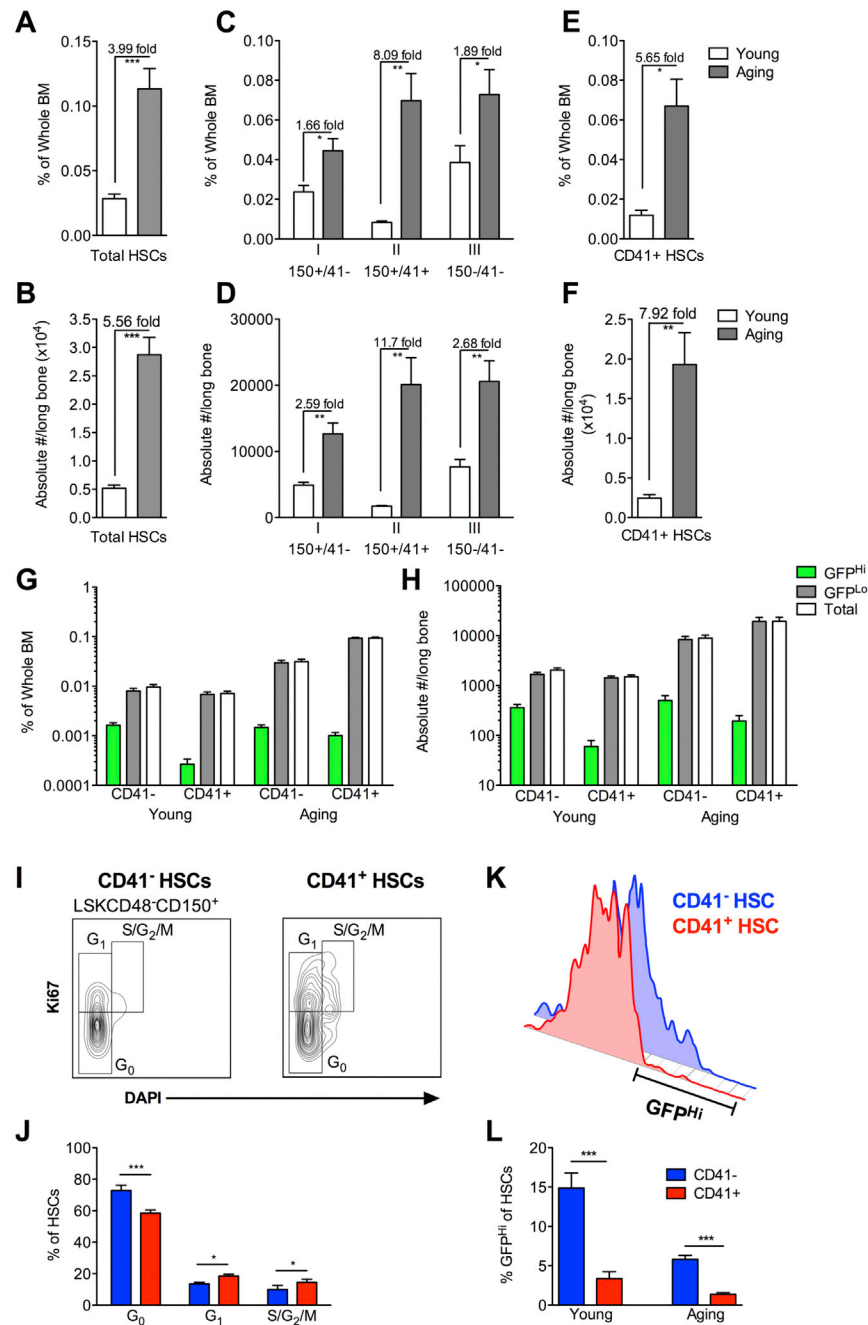 A
% of Whole BM
0.15
0.10
0.05
0.00
3.99 fold
***
Total HSCs
C
% of Whole BM
0.10
0.08
0.06
0.04
0.02
0.00
1.66 fold
*
8.09 fold
**
1.89 fold
*
I II III
150+/41- 150+/41+ 150-/41-
E
% of Whole BM
0.10
0.08
0.06
0.04
0.02
0.00
5.65 fold
*
CD41+ HSCs
Young
Aging
B
Absolute #/long bone (x10⁴)
3.5
3.0
2.5
2.0
1.5
1.0
0.5
0.0
5.56 fold
***
Total HSCs
D
Absolute #/long bone
30000
20000
10000
0
2.59 fold
**
11.7 fold
**
2.68 fold
**
I II III
150+/41- 150+/41+ 150-/41-
F
Absolute #/long bone
(x10⁴)
2.5
2.0
1.5
1.0
0.5
0.0
7.92 fold
**
CD41+ HSCs
Young
Aging
G
% of Whole BM
1
0.1
0.01
0.001
0.0001
CD41- CD41+ CD41- CD41+
Young Aging
H
Absolute #/long bone
100000
10000
1000
100
10
CD41- CD41+ CD41- CD41+
Young Aging
GFPHi
GFPLo
Total
I
CD41- HSCs
LSKCD48-CD150+
CD41+ HSCs
G1
S/G2/M
G0
G1
S/G2/M
G0
Ki67
DAPI
K
CD41- HSC
CD41+ HSC
GFPHi
J
% of HSCs
100
80
60
40
20
0
***
*
*
G0 G1 S/G2/M
L
% GFPHi of HSCs
20
15
10
5
0
***
***
Young Aging
CD41-
CD41+